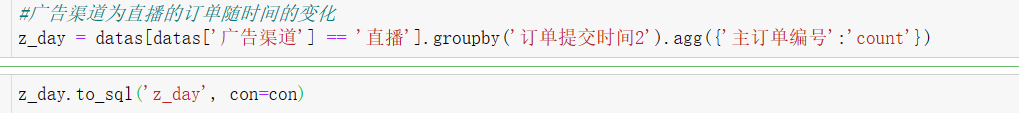 #广告渠道为直播的订单随时间的变化
z_day = datas[datas['广告渠道'] == '直播'].groupby('订单提交时间2').agg({'主订单编号':'count'})
z_day.to_sql('z_day', con=con)